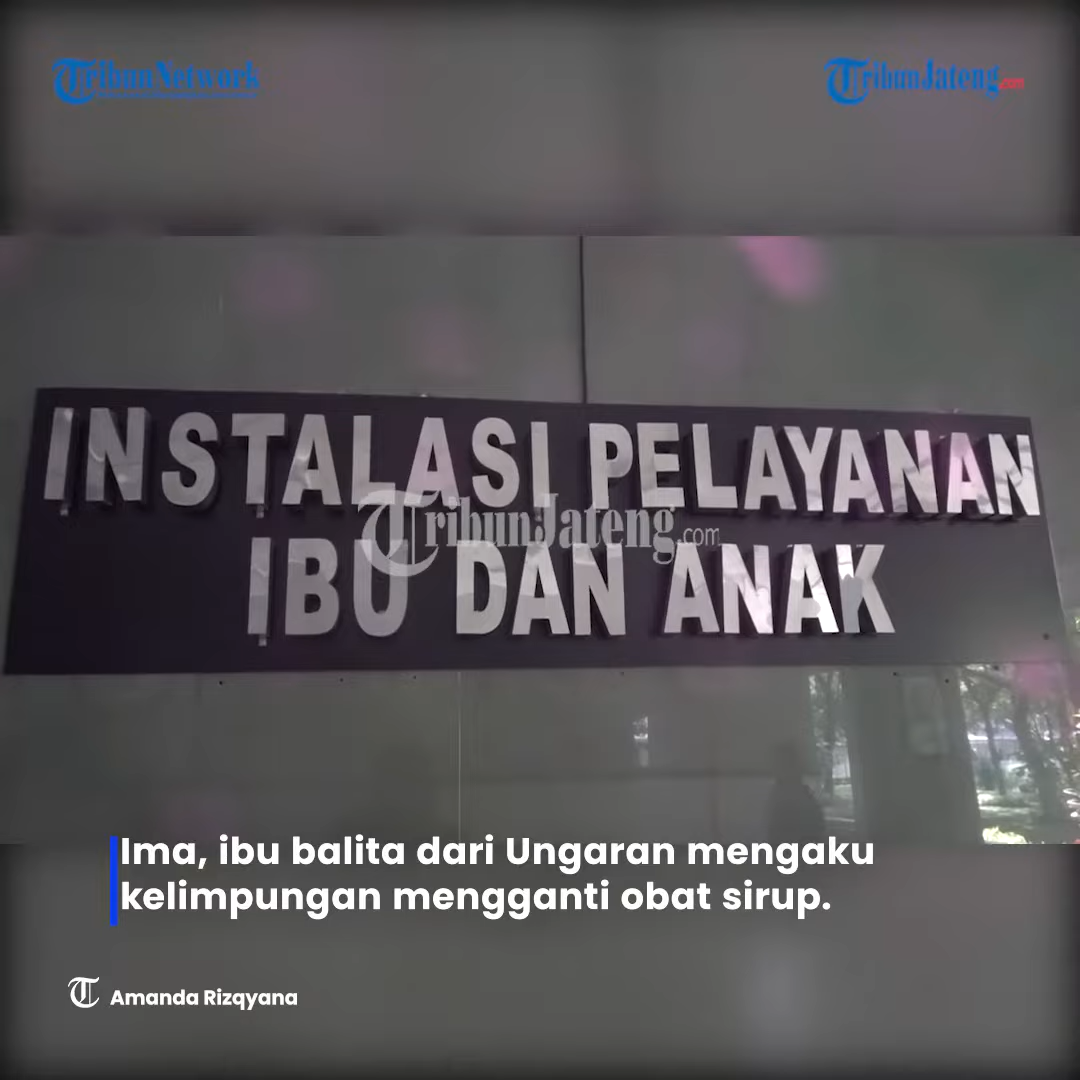 TribunNetwork
TribunJateng.com
INSTALASI PELAYANAN
TribunJateng.com
IBU DAN ANAK
Ima, ibu balita dari Ungaran mengaku
kelimpungan mengganti obat sirup.
Amanda Rizqyana